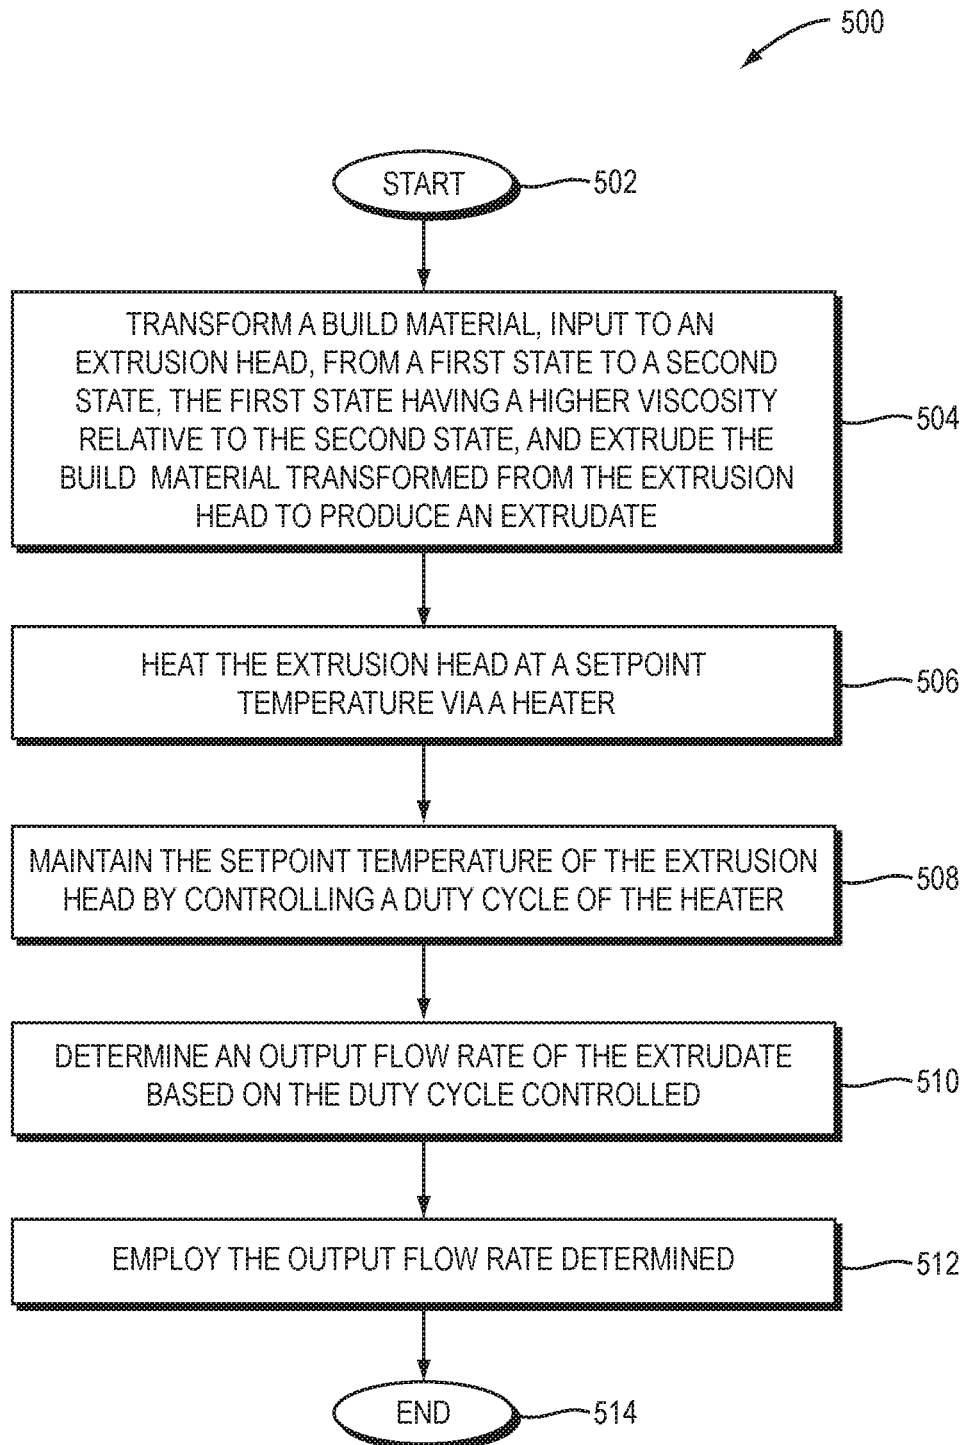 500
START
502
TRANSFORM A BUILD MATERIAL, INPUT TO AN
EXTRUSION HEAD, FROM A FIRST STATE TO A SECOND
STATE, THE FIRST STATE HAVING A HIGHER VISCOSITY
RELATIVE TO THE SECOND STATE, AND EXTRUDE THE
BUILD MATERIAL TRANSFORMED FROM THE EXTRUSION
HEAD TO PRODUCE AN EXTRUDATE
504
HEAT THE EXTRUSION HEAD AT A SETPOINT
TEMPERATURE VIA A HEATER
506
MAINTAIN THE SETPOINT TEMPERATURE OF THE EXTRUSION
HEAD BY CONTROLLING A DUTY CYCLE OF THE HEATER
508
DETERMINE AN OUTPUT FLOW RATE OF THE EXTRUDATE
BASED ON THE DUTY CYCLE CONTROLLED
510
EMPLOY THE OUTPUT FLOW RATE DETERMINED
512
END
514